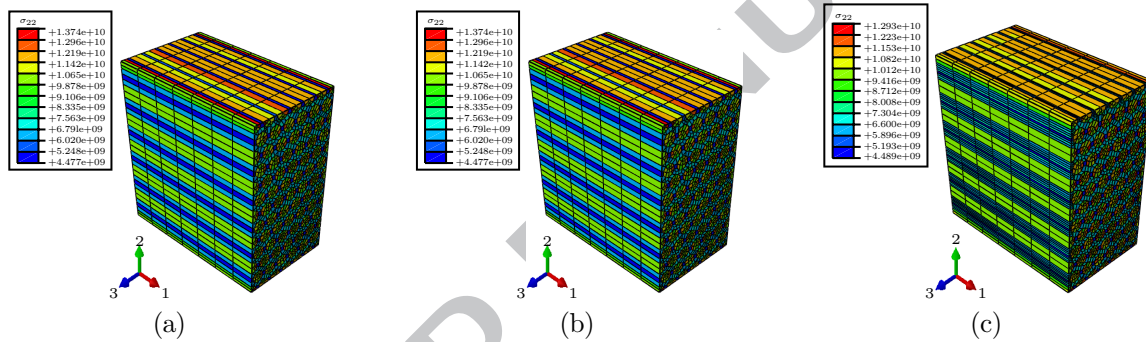 σ22
+1.374e+10
+1.296e+10
+1.219e+10
+1.142e+10
+1.065e+10
+9.878e+09
+9.106e+09
+8.335e+09
+7.563e+09
+6.791e+09
+6.020e+09
+5.248e+09
+4.477e+09
2
3
1
(a)
σ22
+1.374e+10
+1.296e+10
+1.219e+10
+1.142e+10
+1.065e+10
+9.878e+09
+9.106e+09
+8.335e+09
+7.563e+09
+6.791e+09
+6.020e+09
+5.248e+09
+4.477e+09
2
3
1
(b)
σ22
+1.293e+10
+1.223e+10
+1.153e+10
+1.082e+10
+1.012e+10
+9.416e+09
+8.712e+09
+8.008e+09
+7.304e+09
+6.600e+09
+5.896e+09
+5.193e+09
+4.489e+09
2
3
1
(c)